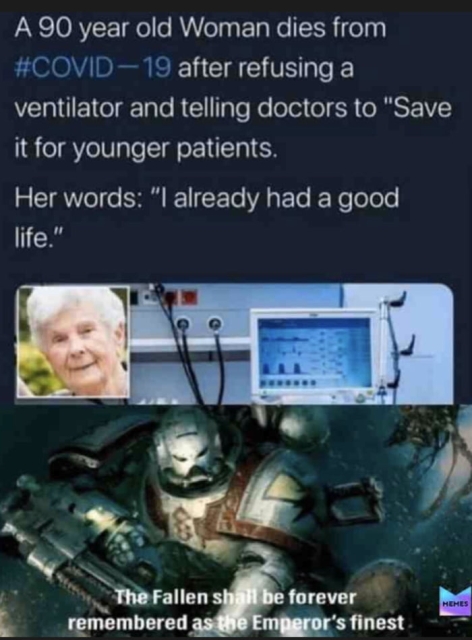 A 90 year old Woman dies from
#COVID–19 after refusing a
ventilator and telling doctors to "Save
it for younger patients.
Her words: "I already had a good
life."
The Fallen shall be forever
remembered as the Emperor's finest
MEMES